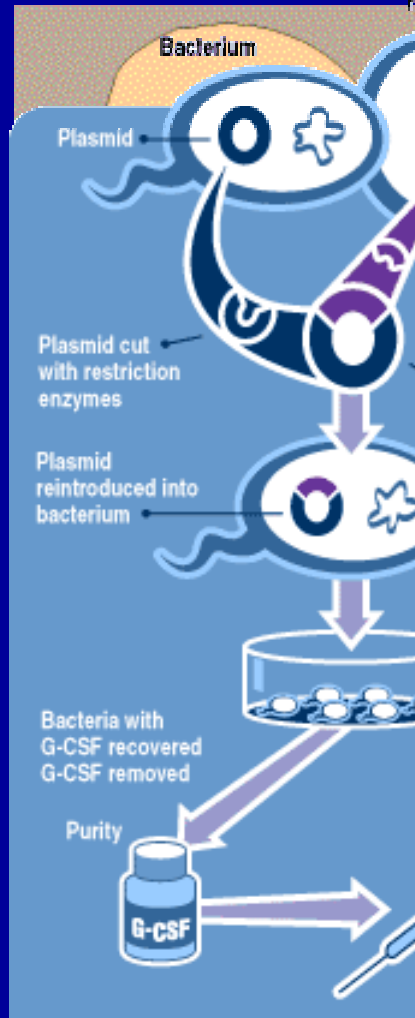 Bacterium
Plasmid
Plasmid cut
with restriction
enzymes
Plasmid
reintroduced into
bacterium
Bacteria with
G-CSF recovered
G-CSF removed
Purity
G-CSF